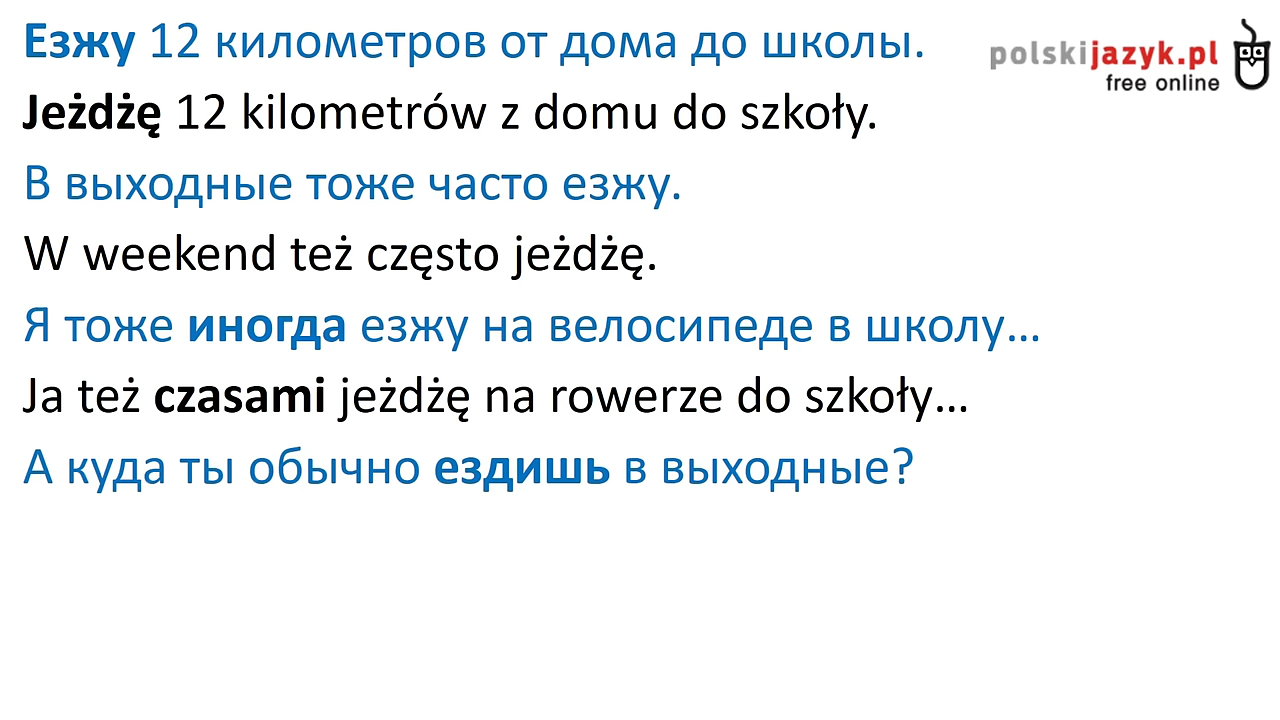 Езжу 12 километров от дома до школы.
polskijazyk.pl
free online
Jeżdżę 12 kilometrów z domu do szkoły.
В выходные тоже часто езжу.
W weekend też często jeżdżę.
Я тоже иногда езжу на велосипеде в школу...
Ja też czasami jeżdżę na rowerze do szkoły...
А куда ты обычно ездишь в выходные?